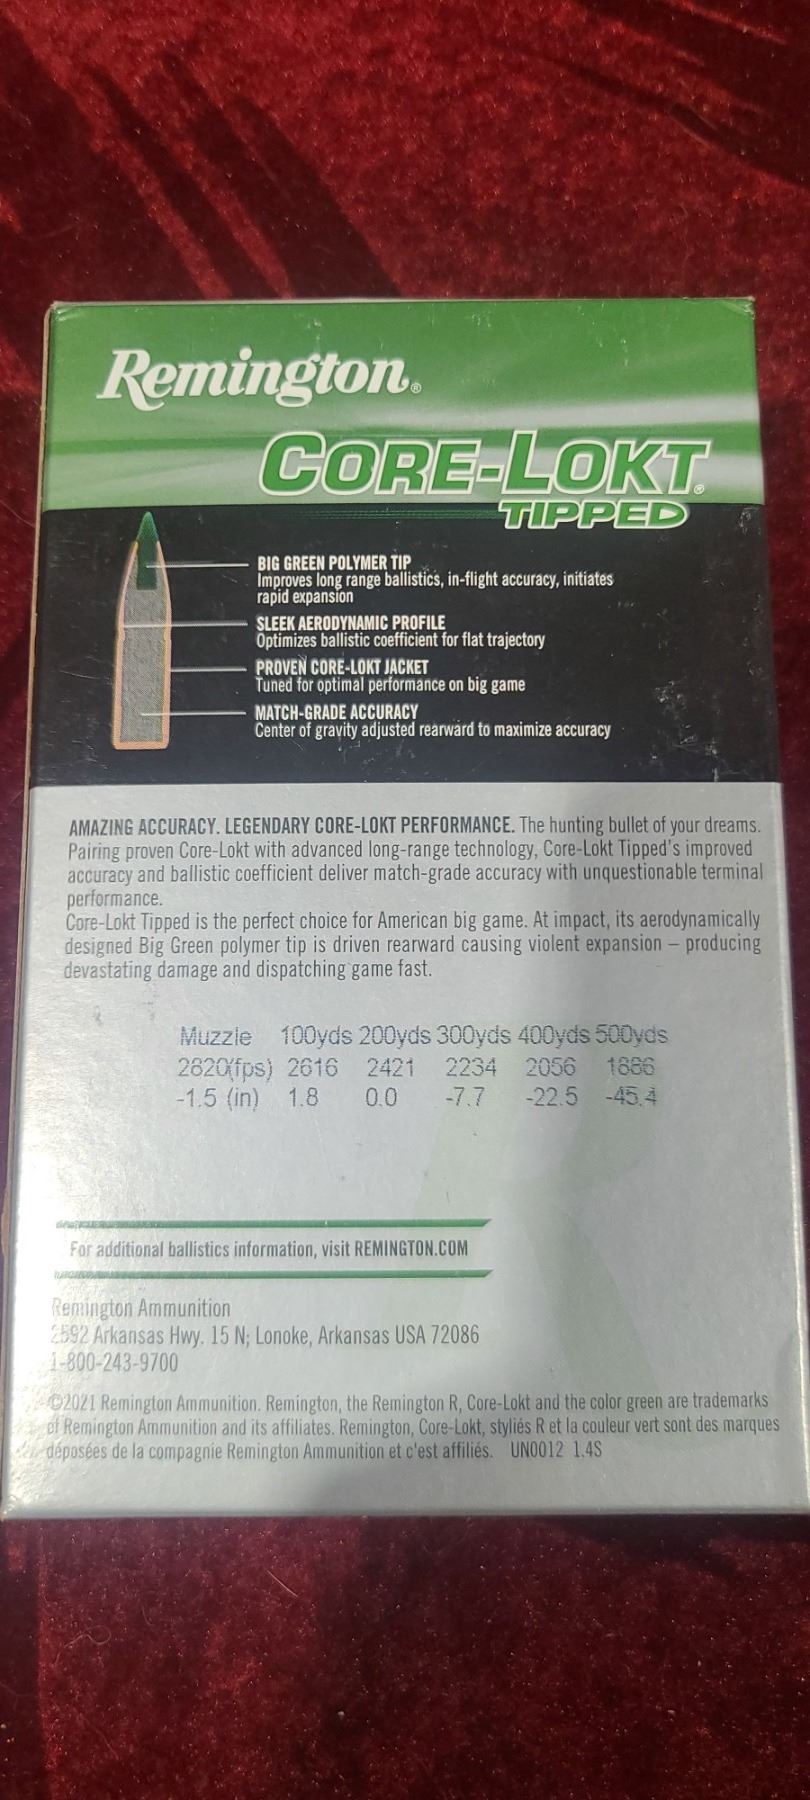 Remington®
CORE-LOKT®
TIPPED
BIG GREEN POLYMER TIP
Improves long range ballistics, in-flight accuracy, initiates
rapid expansion
SLEEK AERODYNAMIC PROFILE
Optimizes ballistic coefficient for flat trajectory
PROVEN CORE-LOKT JACKET
Tuned for optimal performance on big game
MATCH-GRADE ACCURACY
Center of gravity adjusted rearward to maximize accuracy
AMAZING ACCURACY. LEGENDARY CORE-LOKT PERFORMANCE. The hunting bullet of your dreams.
Pairing proven Core-Lokt with advanced long-range technology, Core-Lokt Tipped's improved
accuracy and ballistic coefficient deliver match-grade accuracy with unquestionable terminal
performance.
Core-Lokt Tipped is the perfect choice for American big game. At impact, its aerodynamically
designed Big Green polymer tip is driven rearward causing violent expansion – producing
devastating damage and dispatching game fast.
Muzzle 100yds 200yds 300yds 400yds 500yds
2820(fps) 2616 2421 2234 2056 1886
-1.5 (in) 1.8 0.0 -7.7 -22.5 -45.4
For additional ballistics information, visit REMINGTON.COM
Remington Ammunition
2592 Arkansas Hwy. 15 N; Lonoke, Arkansas USA 72086
1-800-243-9700
©2021 Remington Ammunition. Remington, the Remington R, Core-Lokt and the color green are trademarks
of Remington Ammunition and its affiliates. Remington, Core-Lokt, styliés R et la couleur vert sont des marques
déposées de la compagnie Remington Ammunition et c'est affiliés. UN0012 1.4S